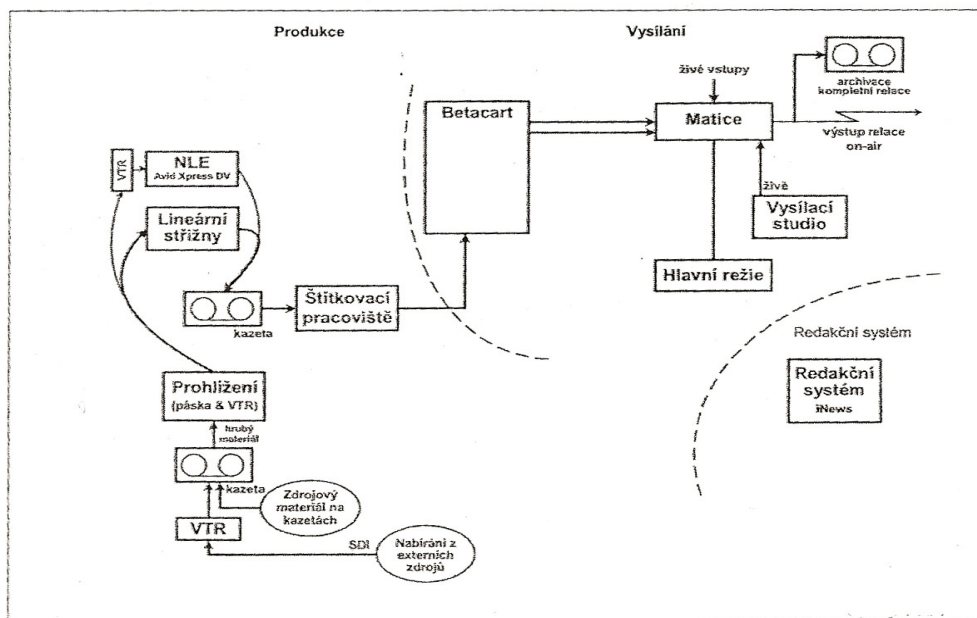 Produkce
Vysílání
živé vstupy
archivace
kompletní relace
Betacart
Matice
výstup relace
on-air
VTR
NLE
Avid Xpress DV
živě
Vysílací
studio
Lineární
střižny
Hlavní režie
Štítkovací
pracoviště
kazeta
Redakční systém
Redakční
systém
iNews
Prohlížení
(páska & VTR)
hrubý
materiál
kazeta
Zdrojový
materiál na
kazetách
VTR
SDI
Nabírání z
externích
zdrojů